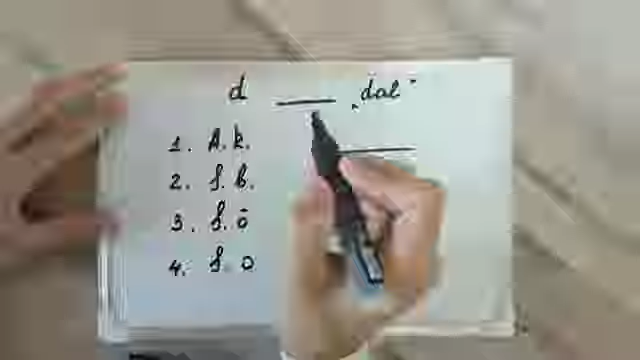 d ___ „dal"
1. A.k.
2. f.b.
3. f.ō
4. f.o